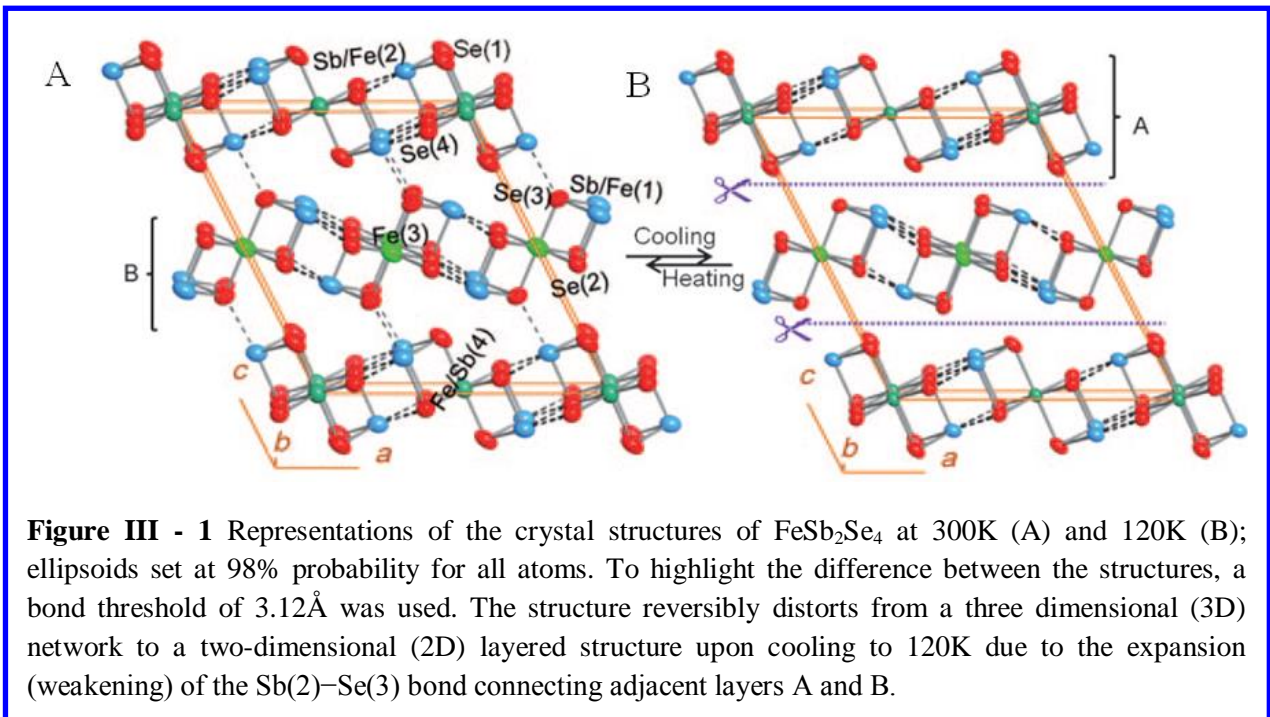 A
Sb/Fe(2)
Se(1)
B
A
Se(4)
Se(3)
Sb/Fe(1)
B
Fe(3)
Cooling
Heating
Se(2)
Fe/Sb(4)
c
b
a
c
b
a
Figure III - 1 Representations of the crystal structures of FeSb₂Se₄ at 300K (A) and 120K (B);
ellipsoids set at 98% probability for all atoms. To highlight the difference between the structures, a
bond threshold of 3.12Å was used. The structure reversibly distorts from a three dimensional (3D)
network to a two-dimensional (2D) layered structure upon cooling to 120K due to the expansion
(weakening) of the Sb(2)−Se(3) bond connecting adjacent layers A and B.